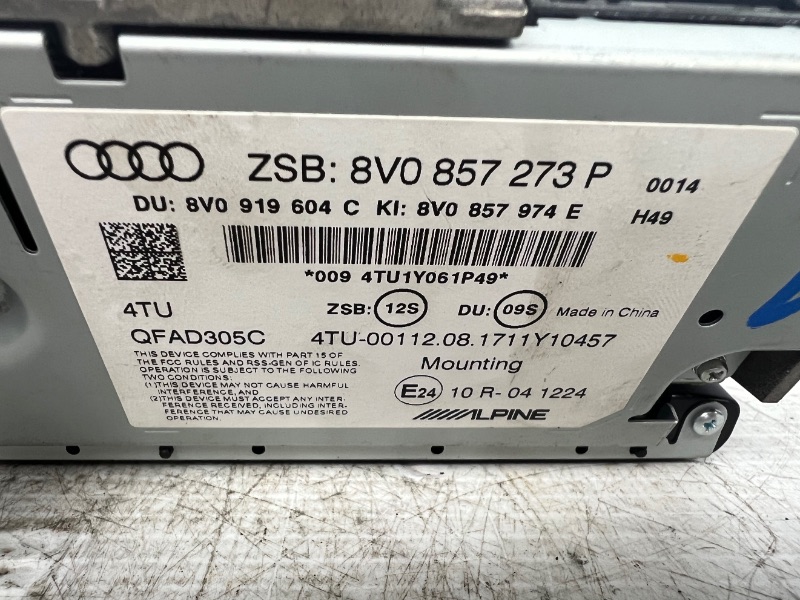 ZSB: 8V0 857 273 P 0014
DU: 8V0 919 604 C KI: 8V0 857 974 E H49
*009 4TU1Y061P49*
4TU ZSB: 12S DU: 09S Made in China
QFAD305C 4TU-00112.08.1711Y10457
THIS DEVICE COMPLIES WITH PART 15 OF
THE FCC RULES AND RSS-GEN OF IC RULES.
OPERATION IS SUBJECT TO THE FOLLOWING
TWO CONDITIONS:
(1)THIS DEVICE MAY NOT CAUSE HARMFUL
INTERFERENCE, AND
(2)THIS DEVICE MUST ACCEPT ANY INTER-
FERENCE RECEIVED, INCLUDING INTER-
FERENCE THAT MAY CAUSE UNDESIRED
OPERATION.
Mounting
E24 10 R- 04 1224
ALPINE